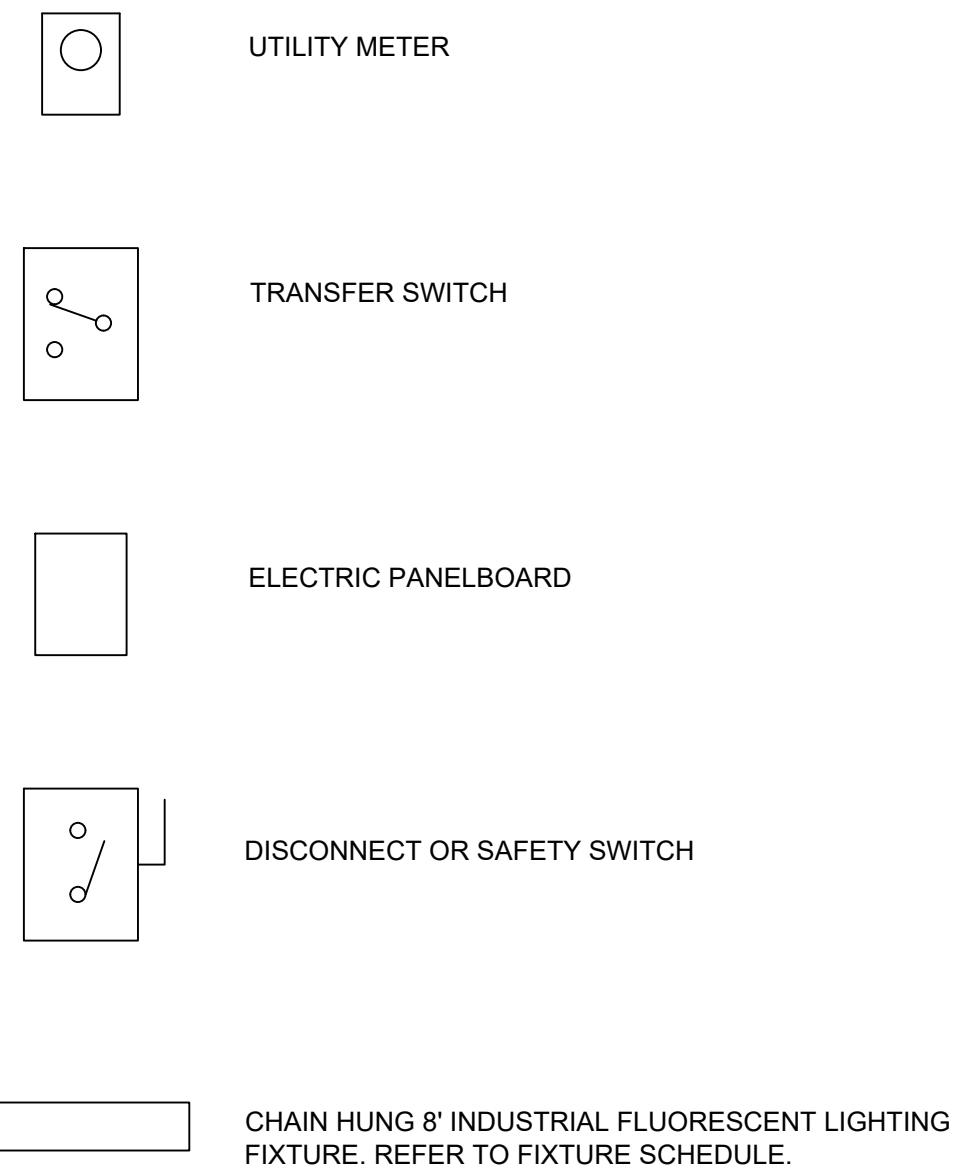 UTILITY METER
TRANSFER SWITCH
ELECTRIC PANELBOARD
DISCONNECT OR SAFETY SWITCH
CHAIN HUNG 8' INDUSTRIAL FLUORESCENT LIGHTING
FIXTURE. REFER TO FIXTURE SCHEDULE.